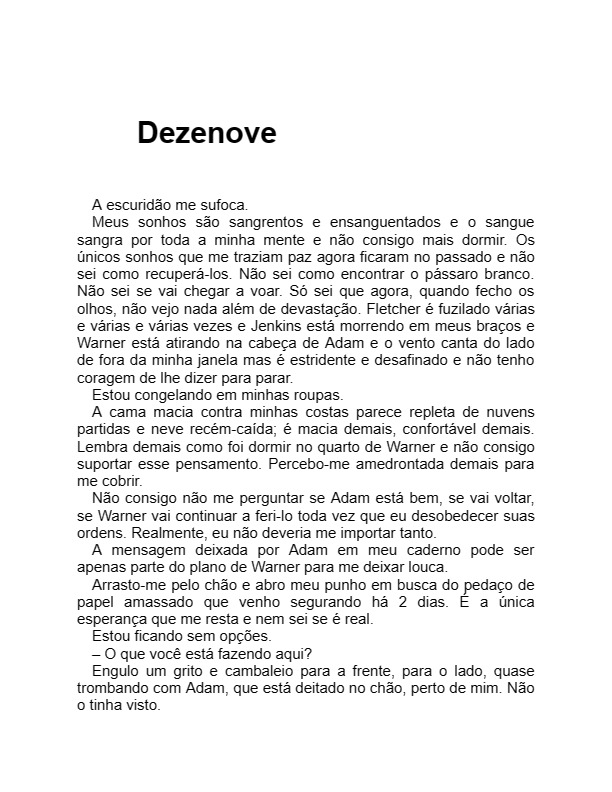 Dezenove
A escuridão me sufoca.
Meus sonhos são sangrentos e ensanguentados e o sangue
sangra por toda a minha mente e não consigo mais dormir. Os
únicos sonhos que me traziam paz agora ficaram no passado e não
sei como recuperá-los. Não sei como encontrar o pássaro branco.
Não sei se vai chegar a voar. Só sei que agora, quando fecho os
olhos, não vejo nada além de devastação. Fletcher é fuzilado várias
e várias e várias vezes e Jenkins está morrendo em meus braços e
Warner está atirando na cabeça de Adam e o vento canta do lado
de fora da minha janela mas é estridente e desafinado e não tenho
coragem de lhe dizer para parar.
Estou congelando em minhas roupas.
A cama macia contra minhas costas parece repleta de nuvens
partidas e neve recém-caída; é macia demais, confortável demais.
Lembra demais como foi dormir no quarto de Warner e não consigo
suportar esse pensamento. Percebo-me amedrontada demais para
me cobrir.
Não consigo não me perguntar se Adam está bem, se vai voltar,
se Warner vai continuar a feri-lo toda vez que eu desobedecer suas
ordens. Realmente, eu não deveria me importar tanto.
A mensagem deixada por Adam em meu caderno pode ser
apenas parte do plano de Warner para me deixar louca.
Arrasto-me pelo chão e abro meu punho em busca do pedaço de
papel amassado que venho segurando há 2 dias. É a única
esperança que me resta e nem sei se é real.
Estou ficando sem opções.
– O que você está fazendo aqui?
Engulo um grito e cambaleio para a frente, para o lado, quase
trombando com Adam, que está deitado no chão, perto de mim. Não
o tinha visto.